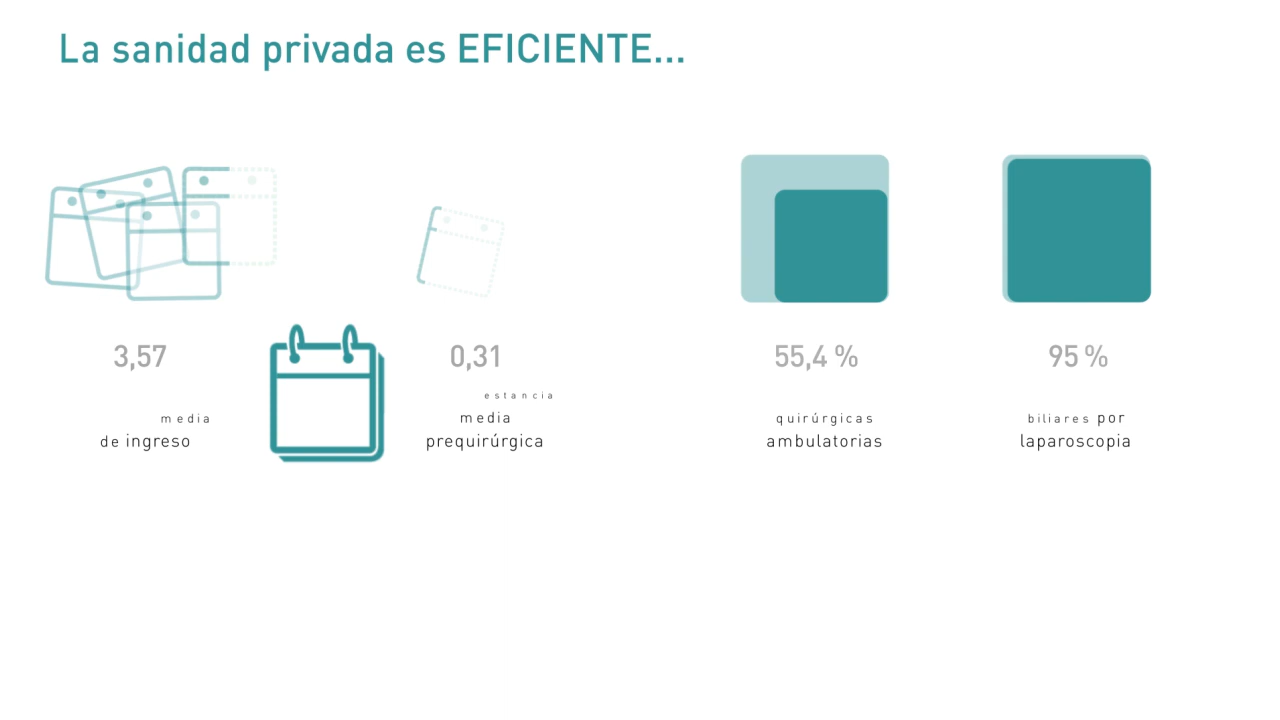 La sanidad privada es EFICIENTE...
3,57
media
de ingreso
0,31
estancia
media
prequirúrgica
55,4 %
quirúrgicas
ambulatorias
95 %
biliares por
laparoscopia